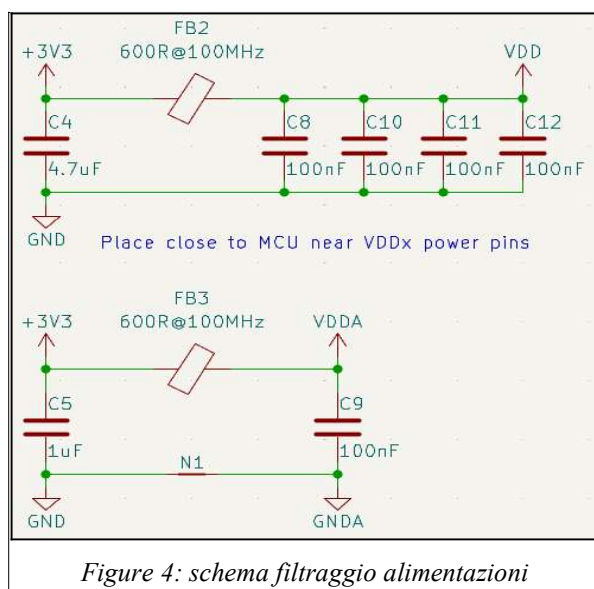 FB2
+3V3 600R@100MHz VDD
C4 C8 C10 C11 C12
4.7uF 100nF 100nF 100nF 100nF
GND Place close to MCU near VDDx power pins
FB3
+3V3 600R@100MHz VDDA
C5 C9
1uF N1 100nF
GND GNDA
Figure 4: schema filtraggio alimentazioni